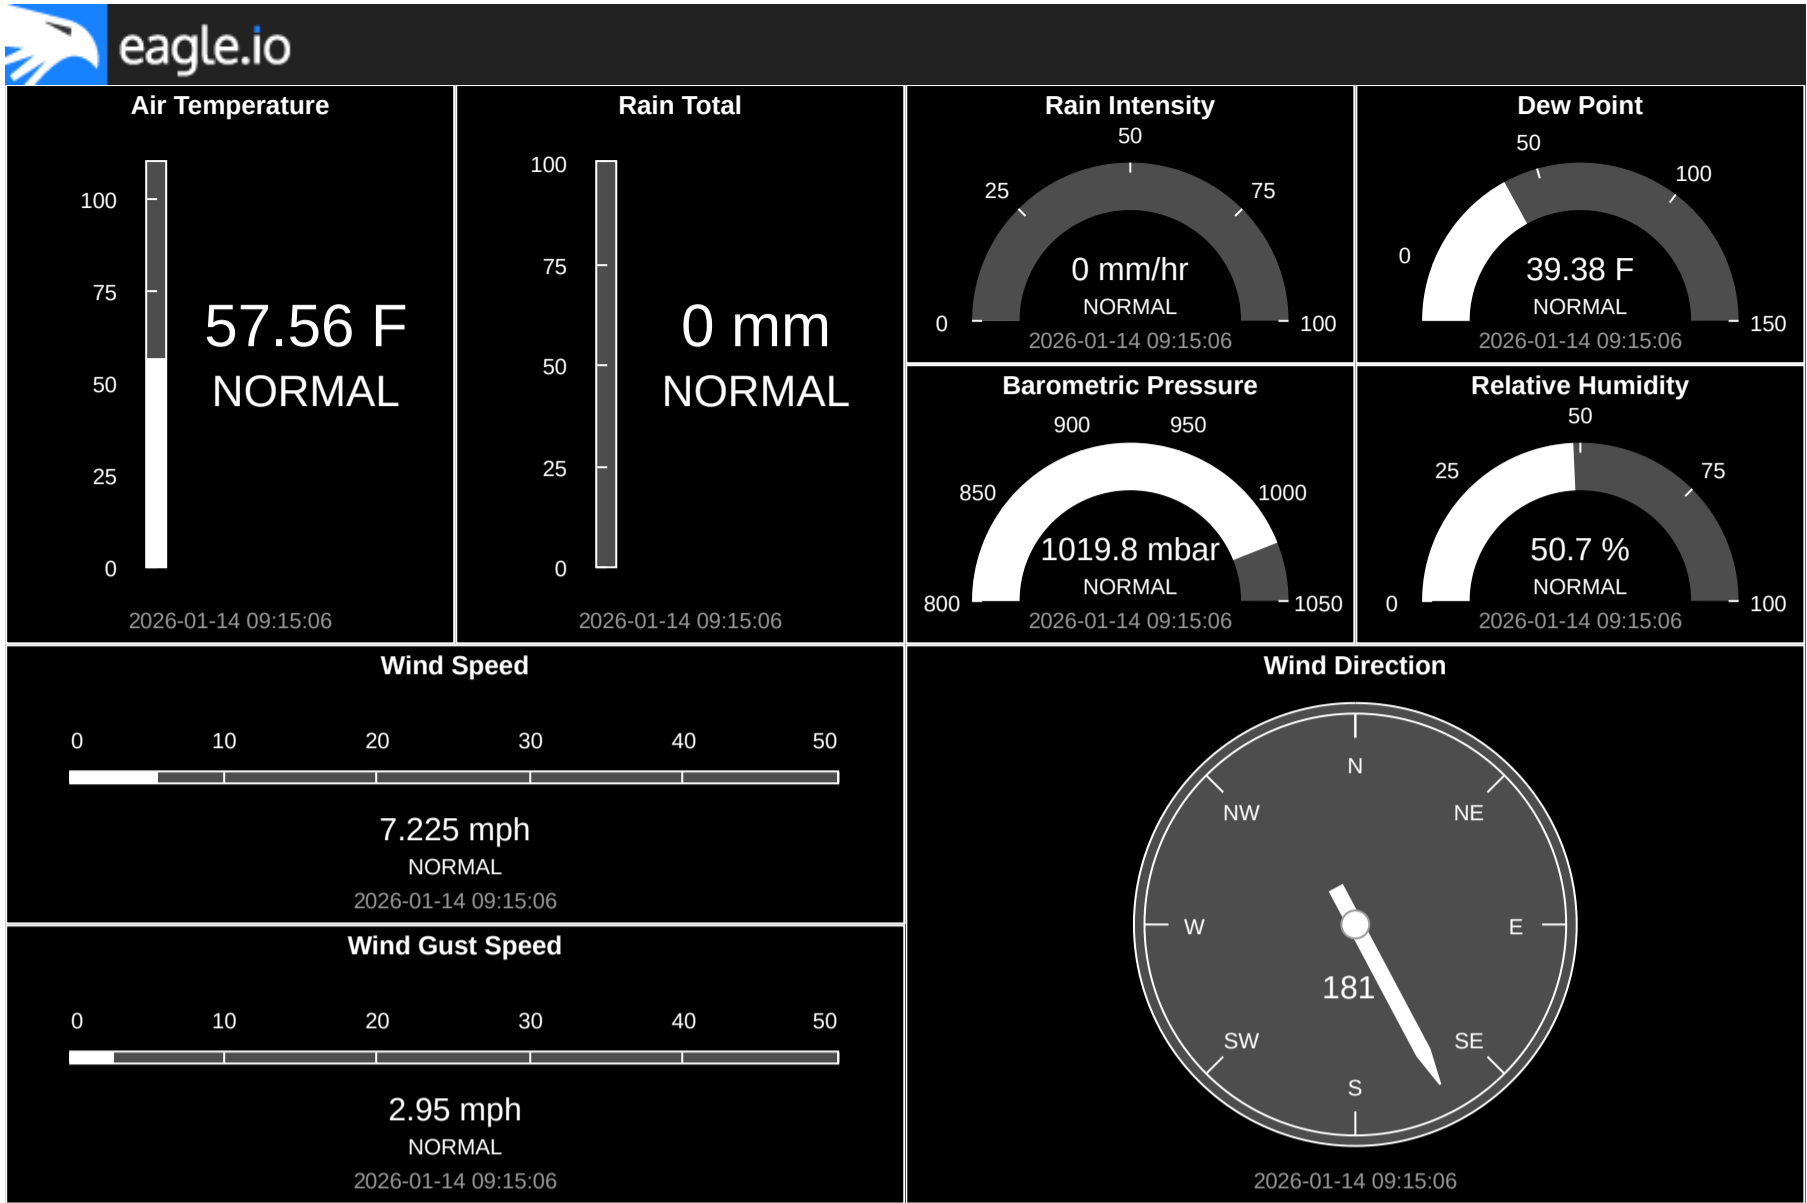 eagle.io
Air Temperature
100
75
50
25
0
57.56 F
NORMAL
2026-01-14 09:15:06
Rain Total
100
75
50
25
0
0 mm
NORMAL
2026-01-14 09:15:06
Rain Intensity
50
25
75
0
100
0 mm/hr
NORMAL
2026-01-14 09:15:06
Dew Point
50
100
0
150
39.38 F
NORMAL
2026-01-14 09:15:06
Barometric Pressure
900 950
850 1000
800 1050
1019.8 mbar
NORMAL
2026-01-14 09:15:06
Relative Humidity
50
25 75
0 100
50.7 %
NORMAL
2026-01-14 09:15:06
Wind Speed
0 10 20 30 40 50
7.225 mph
NORMAL
2026-01-14 09:15:06
Wind Gust Speed
0 10 20 30 40 50
2.95 mph
NORMAL
2026-01-14 09:15:06
Wind Direction
N
NW NE
W E
181
SW SE
S
2026-01-14 09:15:06